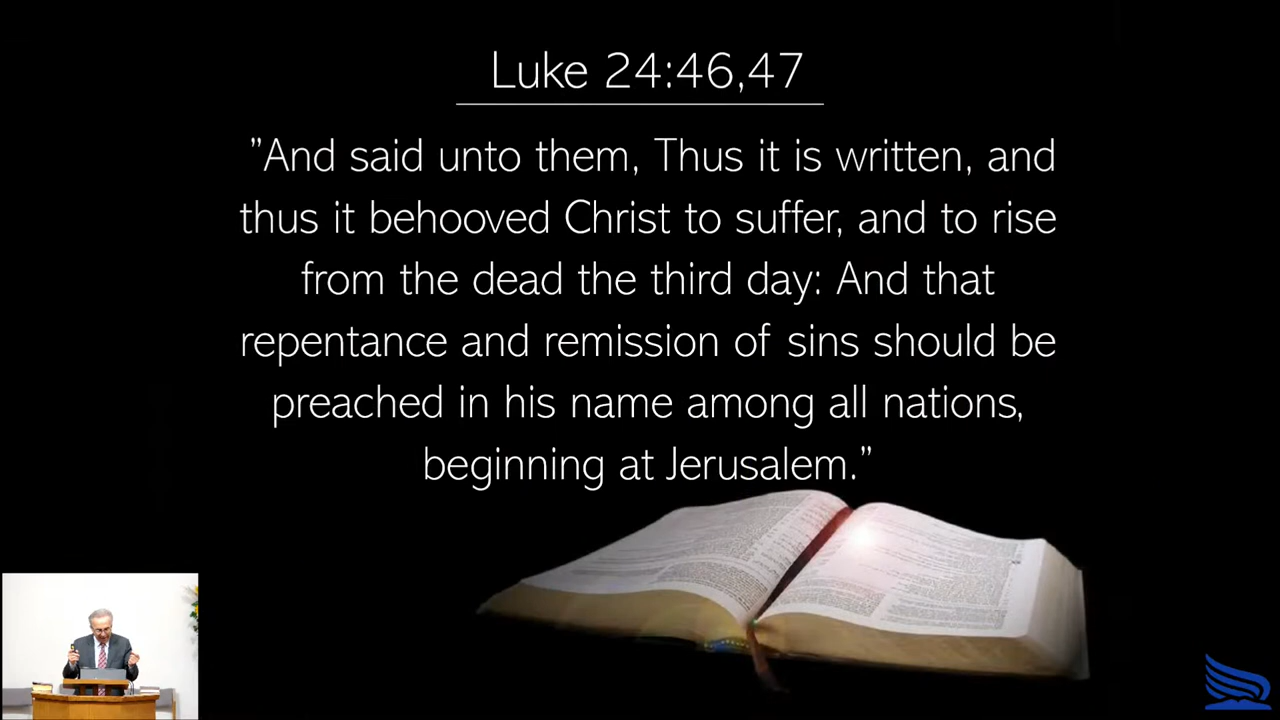 Luke 24:46,47
”And said unto them, Thus it is written, and
thus it behooved Christ to suffer, and to rise
from the dead the third day: And that
repentance and remission of sins should be
preached in his name among all nations,
beginning at Jerusalem.”